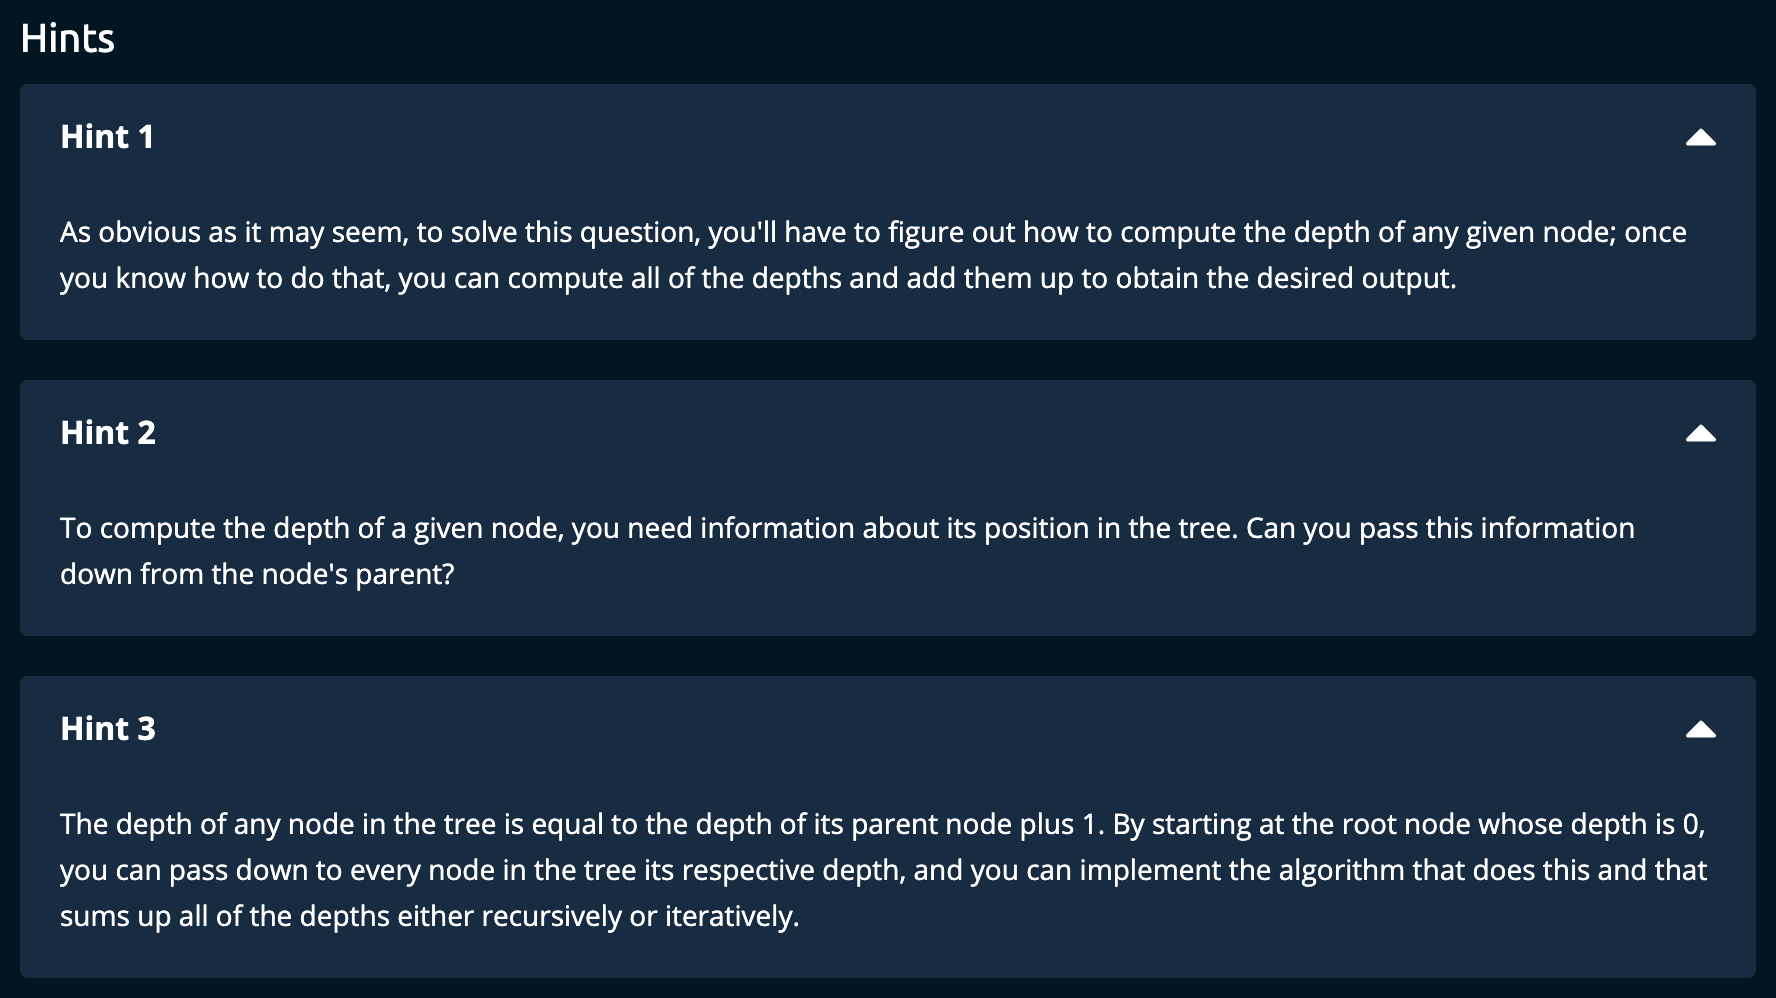 Hints
Hint 1
As obvious as it may seem, to solve this question, you'll have to figure out how to compute the depth of any given node; once
you know how to do that, you can compute all of the depths and add them up to obtain the desired output.
Hint 2
To compute the depth of a given node, you need information about its position in the tree. Can you pass this information
down from the node's parent?
Hint 3
The depth of any node in the tree is equal to the depth of its parent node plus 1. By starting at the root node whose depth is 0,
you can pass down to every node in the tree its respective depth, and you can implement the algorithm that does this and that
sums up all of the depths either recursively or iteratively.